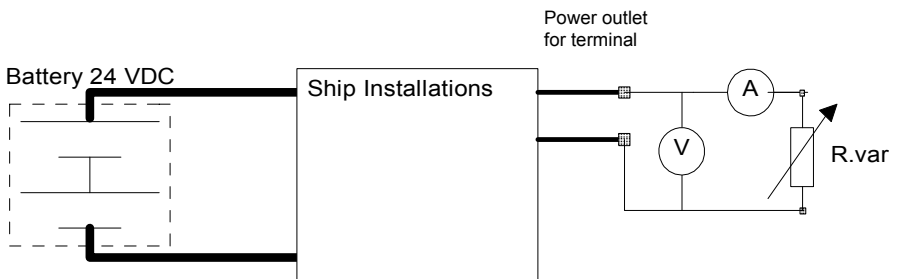 Power outlet
for terminal
Battery 24 VDC
Ship Installations
A
V
R.var